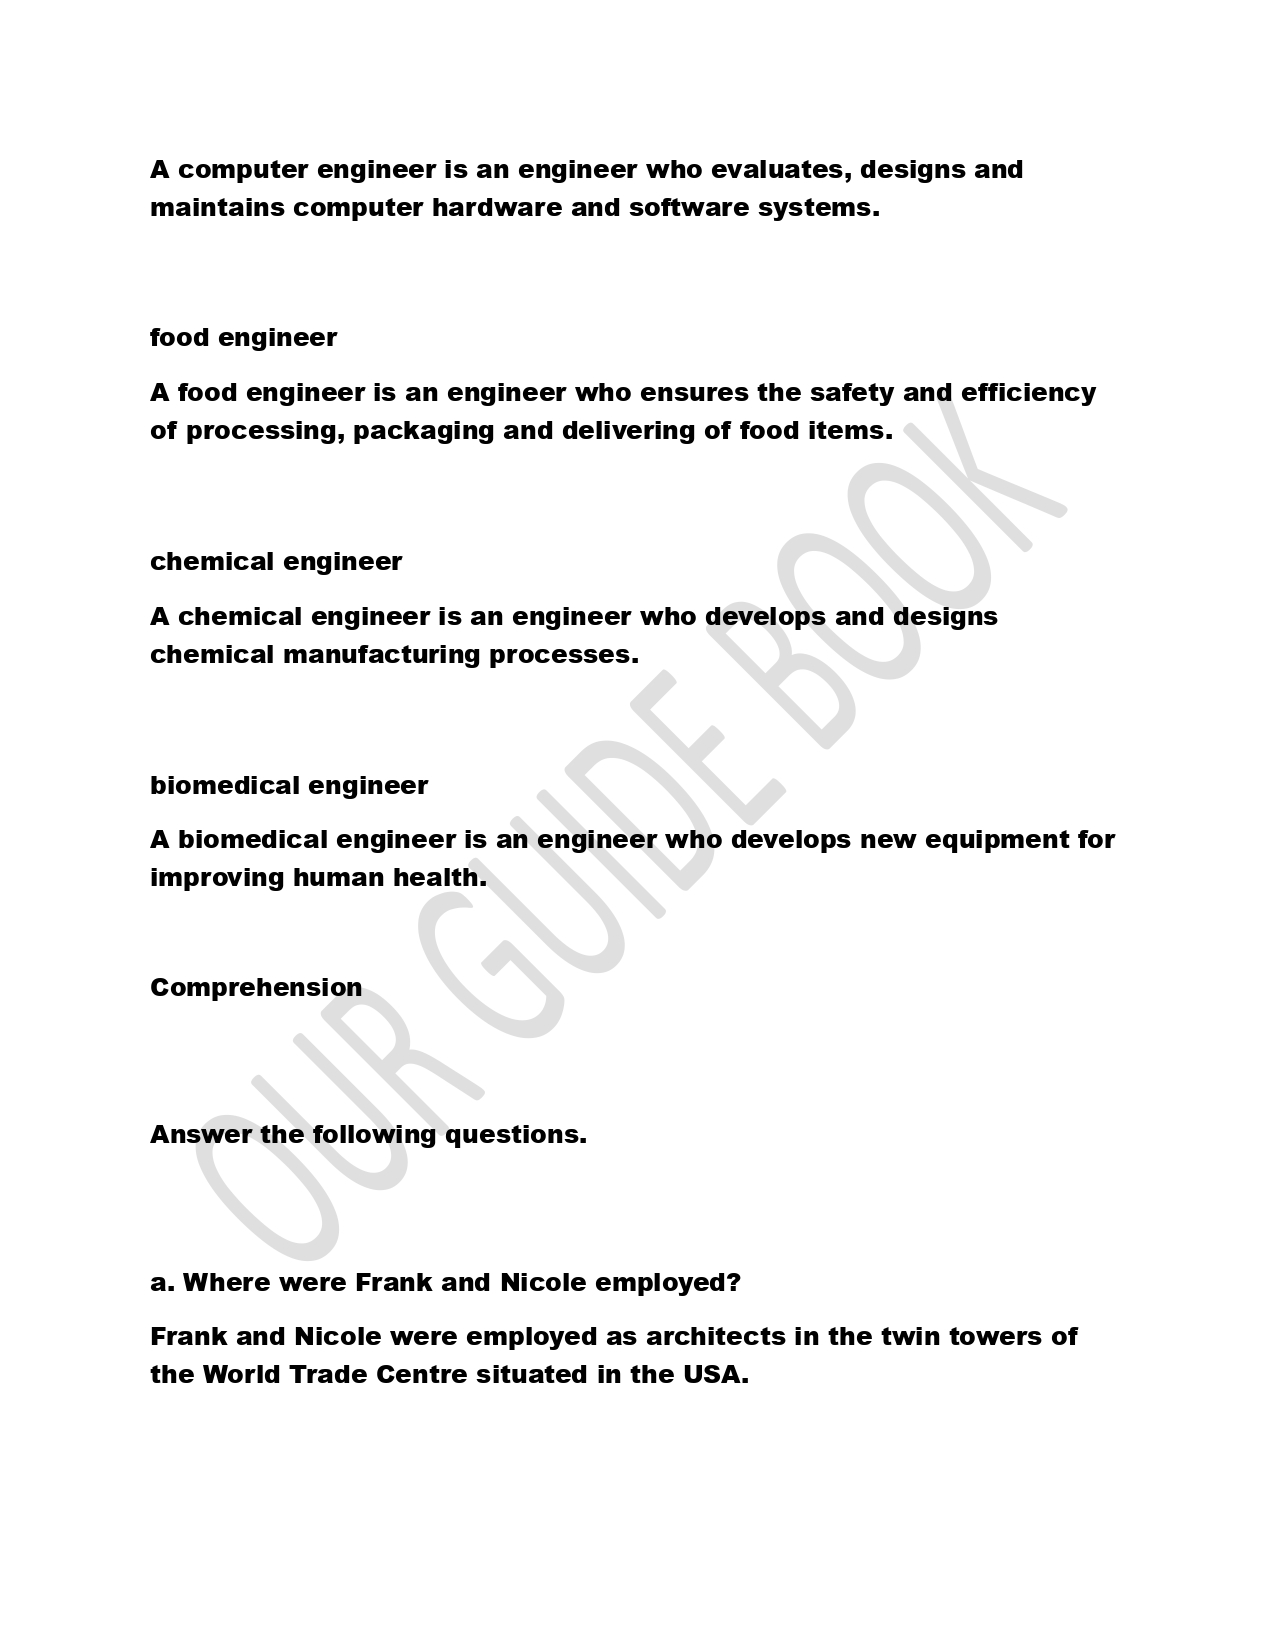 A computer engineer is an engineer who evaluates, designs and
maintains computer hardware and software systems.
food engineer
A food engineer is an engineer who ensures the safety and efficiency
of processing, packaging and delivering of food items.
chemical engineer
A chemical engineer is an engineer who develops and designs
chemical manufacturing processes.
biomedical engineer
A biomedical engineer is an engineer who develops new equipment for
improving human health.
Comprehension
Answer the following questions.
a. Where were Frank and Nicole employed?
Frank and Nicole were employed as architects in the twin towers of
the World Trade Centre situated in the USA.
OUR GUIDE BOOK